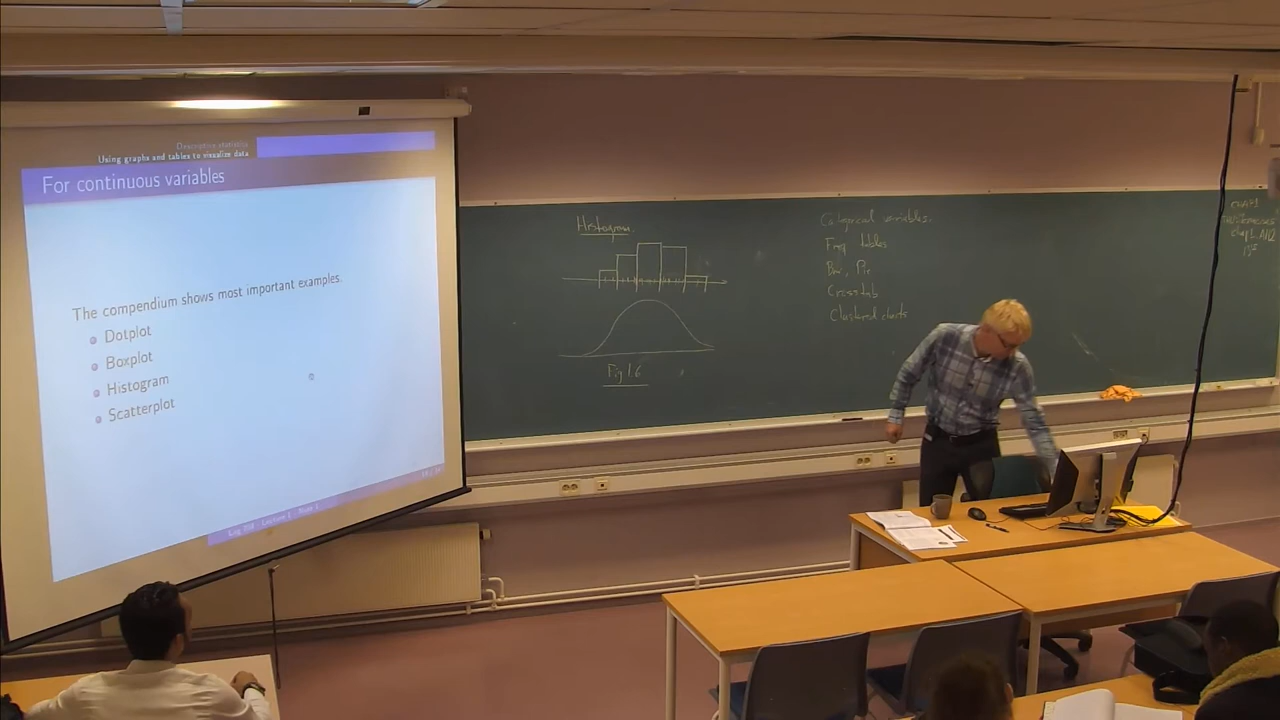 Descriptive statistics
Using graphs and tables to visualize data
For continuous variables
The compendium shows most important examples.
Dotplot
Boxplot
Histogram
Scatterplot
Histogram.
Fig 1.6
Categorical variables.
Freq tables
Bar, Pie
Crosstab
Clustered charts